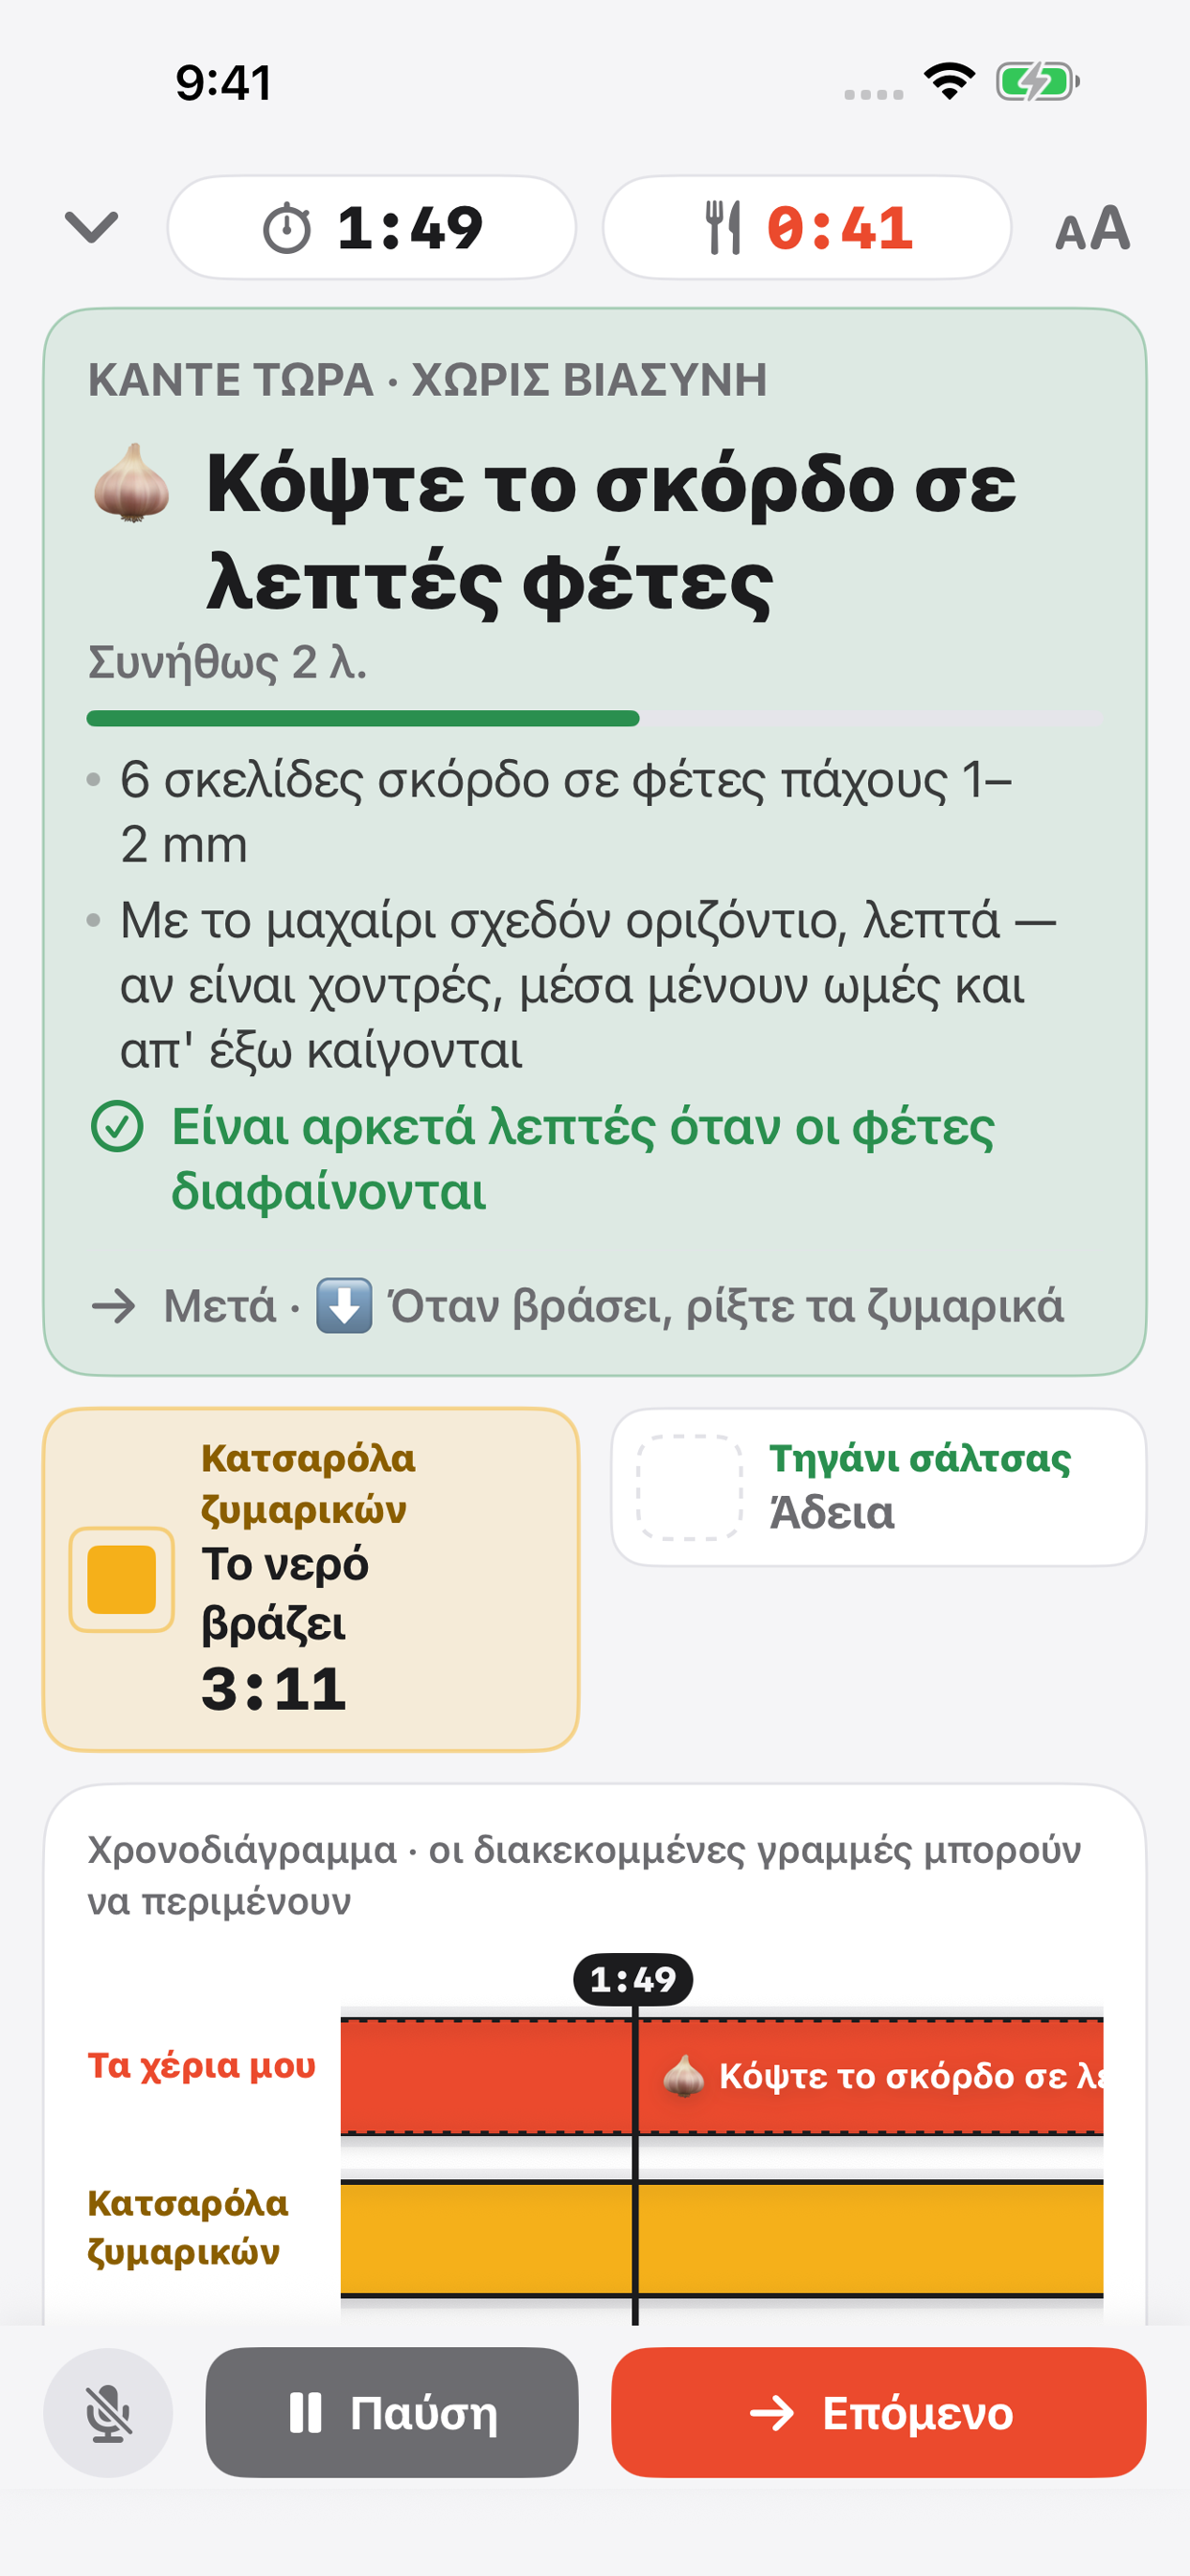 9:41
1:49
0:41
AA
ΚΑΝΤΕ ΤΩΡΑ · ΧΩΡΙΣ ΒΙΑΣΥΝΗ
Κόψτε το σκόρδο σε
λεπτές φέτες
Συνήθως 2 λ.
• 6 σκελίδες σκόρδο σε φέτες πάχους 1–
2 mm
• Με το μαχαίρι σχεδόν οριζόντιο, λεπτά —
αν είναι χοντρές, μέσα μένουν ωμές και
απ' έξω καίγονται
Είναι αρκετά λεπτές όταν οι φέτες
διαφαίνονται
→ Μετά · ⬇️ Όταν βράσει, ρίξτε τα ζυμαρικά
Κατσαρόλα
ζυμαρικών
Το νερό
βράζει
3:11
Τηγάνι σάλτσας
Άδεια
Χρονοδιάγραμμα · οι διακεκομμένες γραμμές μπορούν
να περιμένουν
1:49
Τα χέρια μου
Κόψτε το σκόρδο σε λε
Κατσαρόλα
ζυμαρικών
Παύση
→ Επόμενο